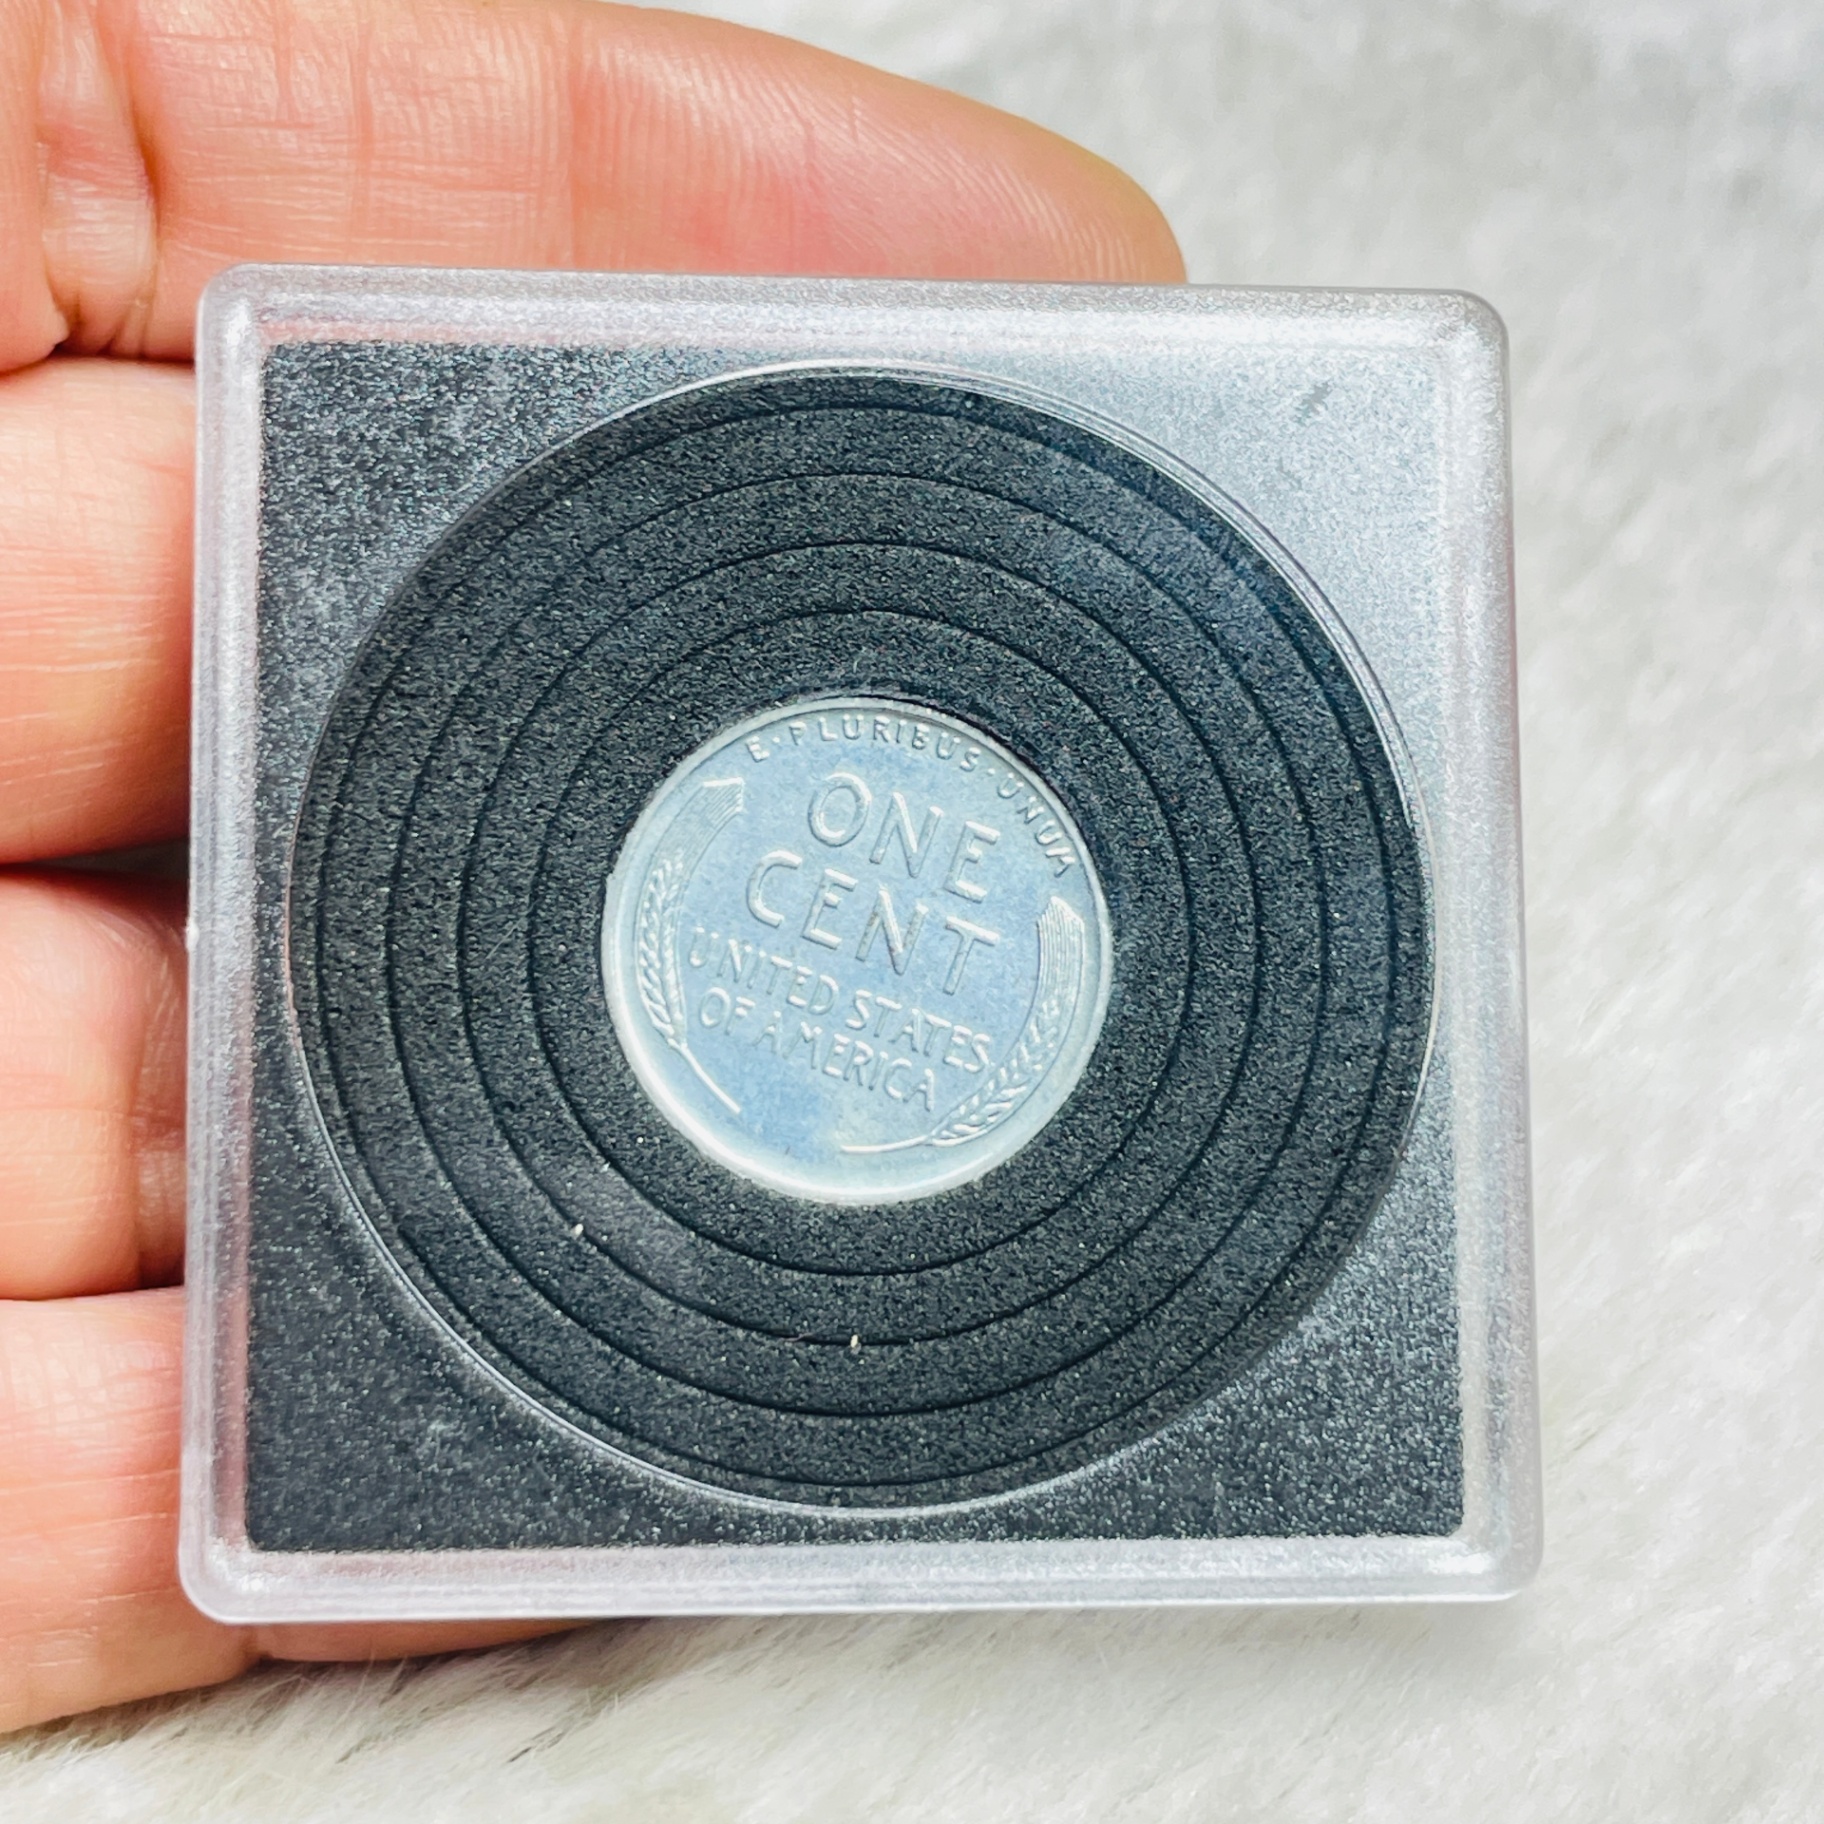 E·PLURIBUS·UNUM
ONE
CENT
UNITED STATES
OF AMERICA